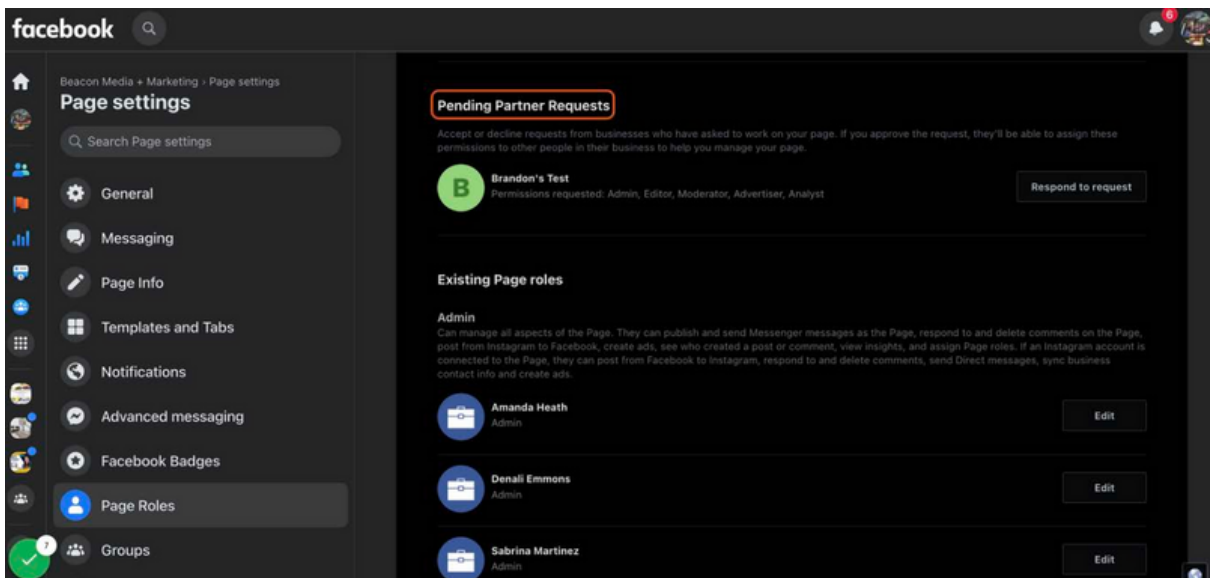 facebook
6
Beacon Media + Marketing › Page settings
Page settings
Search Page settings
General
Messaging
Page Info
Templates and Tabs
Notifications
Advanced messaging
Facebook Badges
Page Roles
Groups
7
Pending Partner Requests
Accept or decline requests from businesses who have asked to work on your page. If you approve the request, they'll be able to assign these
permissions to other people in their business to help you manage your page.
B
Brandon's Test
Permissions requested: Admin, Editor, Moderator, Advertiser, Analyst
Respond to request
Existing Page roles
Admin
Can manage all aspects of the Page. They can publish and send Messenger messages as the Page, respond to and delete comments on the Page,
post from Instagram to Facebook, create ads, see who created a post or comment, view insights, and assign Page roles. If an Instagram account is
connected to the Page, they can post from Facebook to Instagram, respond to and delete comments, send Direct messages, sync business
contact info and create ads.
Amanda Heath
Admin
Edit
Denali Emmons
Admin
Edit
Sabrina Martinez
Admin
Edit